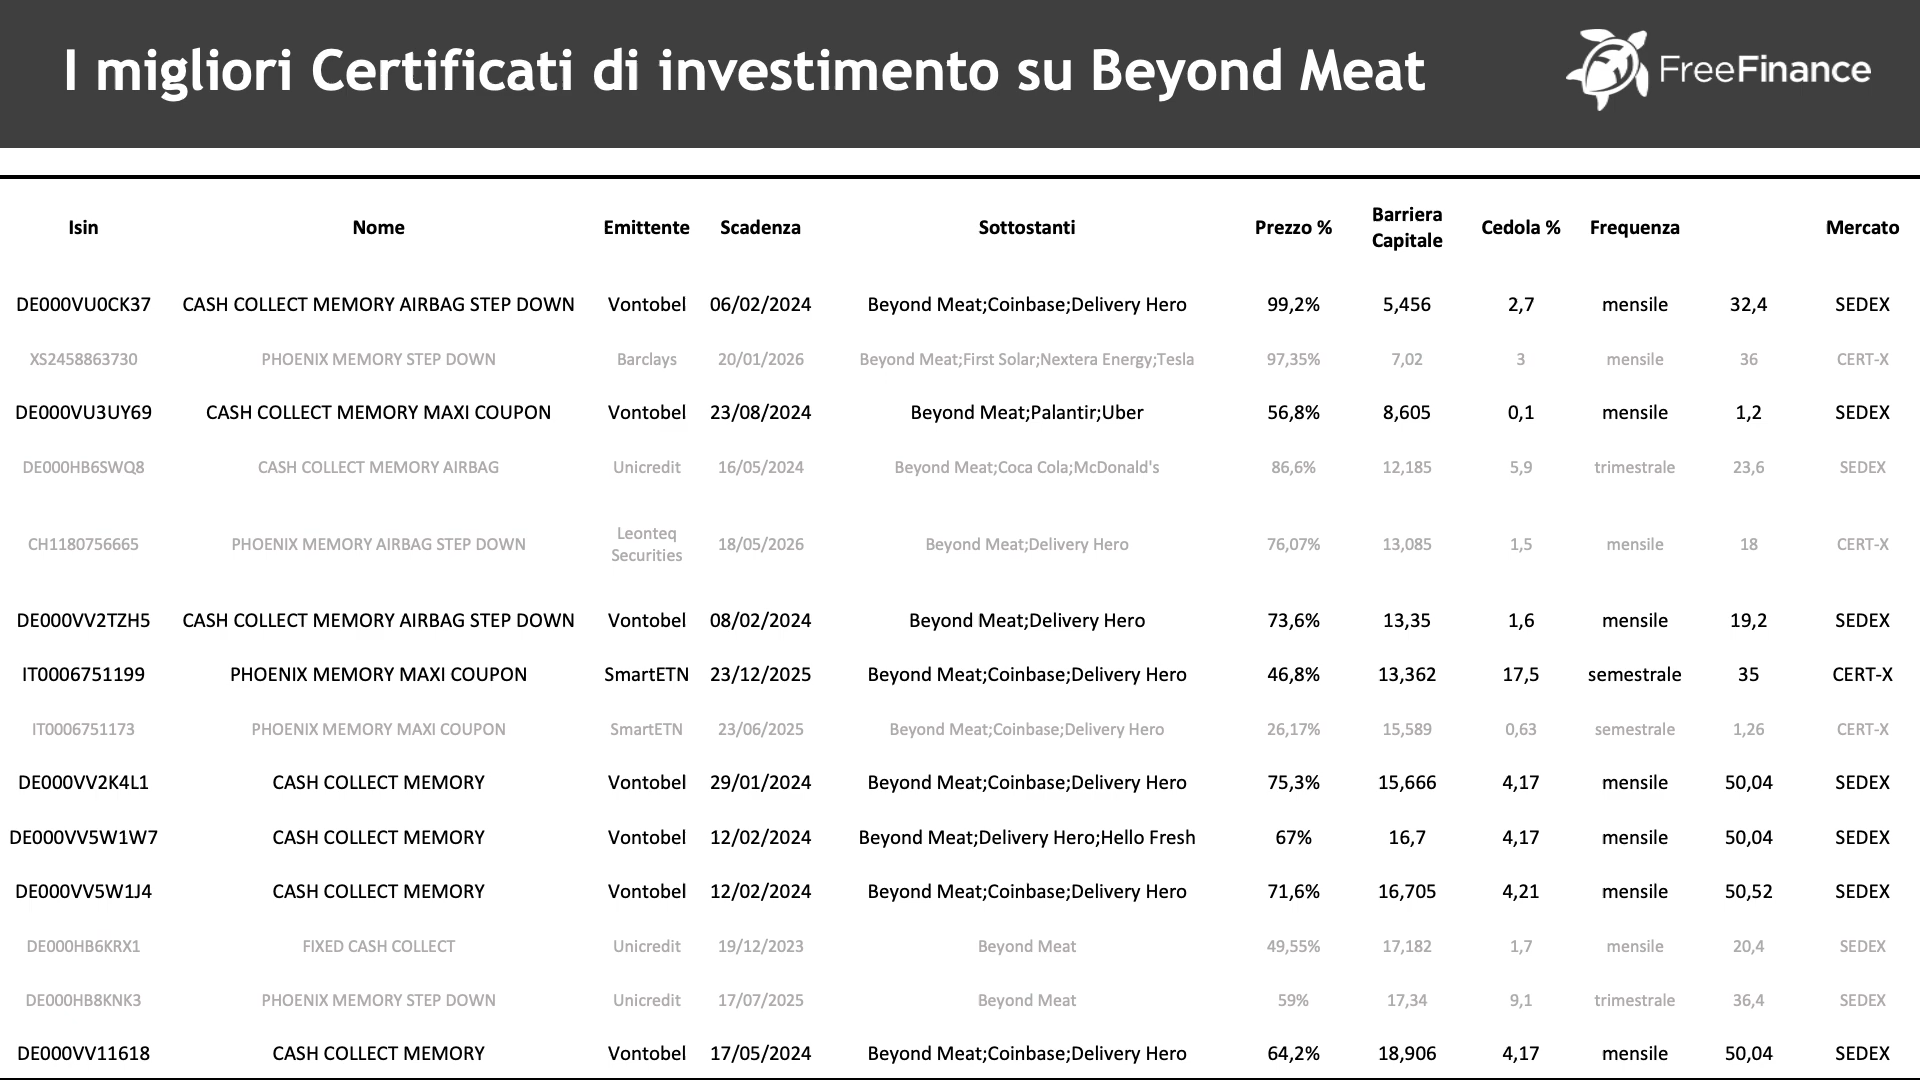 I migliori Certificati di investimento su Beyond Meat
FreeFinance
Isin Nome Emittente Scadenza Sottostanti Prezzo % Barriera Capitale Cedola % Frequenza Mercato
DE000VU0CK37 CASH COLLECT MEMORY AIRBAG STEP DOWN Vontobel 06/02/2024 Beyond Meat;Coinbase;Delivery Hero 99,2% 5,456 2,7 mensile 32,4 SEDEX
XS2458863730 PHOENIX MEMORY STEP DOWN Barclays 20/01/2026 Beyond Meat;First Solar;Nextera Energy;Tesla 97,35% 7,02 3 mensile 36 CERT-X
DE000VU3UY69 CASH COLLECT MEMORY MAXI COUPON Vontobel 23/08/2024 Beyond Meat;Palantir;Uber 56,8% 8,605 0,1 mensile 1,2 SEDEX
DE000HB6SWQ8 CASH COLLECT MEMORY AIRBAG Unicredit 16/05/2024 Beyond Meat;Coca Cola;McDonald's 86,6% 12,185 5,9 trimestrale 23,6 SEDEX
CH1180756665 PHOENIX MEMORY AIRBAG STEP DOWN Leonteq Securities 18/05/2026 Beyond Meat;Delivery Hero 76,07% 13,085 1,5 mensile 18 CERT-X
DE000VV2TZH5 CASH COLLECT MEMORY AIRBAG STEP DOWN Vontobel 08/02/2024 Beyond Meat;Delivery Hero 73,6% 13,35 1,6 mensile 19,2 SEDEX
IT0006751199 PHOENIX MEMORY MAXI COUPON SmartETN 23/12/2025 Beyond Meat;Coinbase;Delivery Hero 46,8% 13,362 17,5 semestrale 35 CERT-X
IT0006751173 PHOENIX MEMORY MAXI COUPON SmartETN 23/06/2025 Beyond Meat;Coinbase;Delivery Hero 26,17% 15,589 0,63 semestrale 1,26 CERT-X
DE000VV2K4L1 CASH COLLECT MEMORY Vontobel 29/01/2024 Beyond Meat;Coinbase;Delivery Hero 75,3% 15,666 4,17 mensile 50,04 SEDEX
DE000VV5W1W7 CASH COLLECT MEMORY Vontobel 12/02/2024 Beyond Meat;Delivery Hero;Hello Fresh 67% 16,7 4,17 mensile 50,04 SEDEX
DE000VV5W1J4 CASH COLLECT MEMORY Vontobel 12/02/2024 Beyond Meat;Coinbase;Delivery Hero 71,6% 16,705 4,21 mensile 50,52 SEDEX
DE000HB6KRX1 FIXED CASH COLLECT Unicredit 19/12/2023 Beyond Meat 49,55% 17,182 1,7 mensile 20,4 SEDEX
DE000HB8KNK3 PHOENIX MEMORY STEP DOWN Unicredit 17/07/2025 Beyond Meat 59% 17,34 9,1 trimestrale 36,4 SEDEX
DE000VV11618 CASH COLLECT MEMORY Vontobel 17/05/2024 Beyond Meat;Coinbase;Delivery Hero 64,2% 18,906 4,17 mensile 50,04 SEDEX